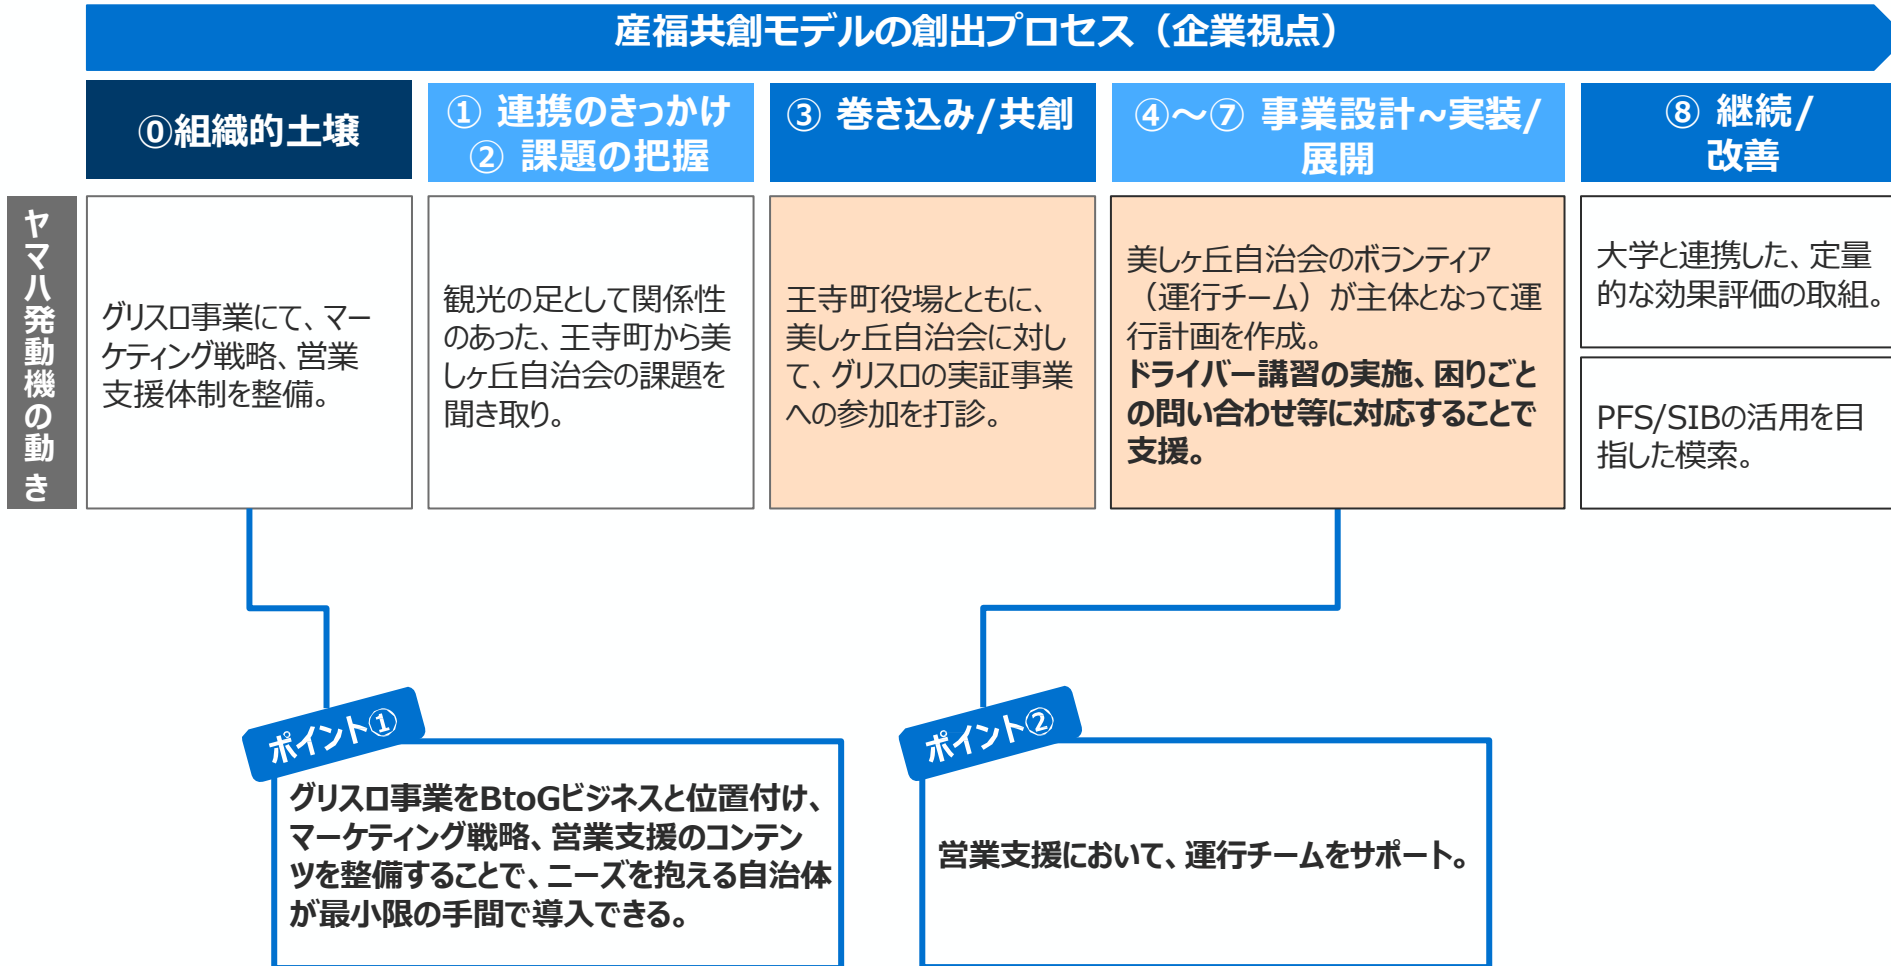 産福共創モデルの創出プロセス（企業視点）
⓪組織的土壌
① 連携のきっかけ
② 課題の把握
③ 巻き込み/共創
④～⑦ 事業設計~実装/
展開
⑧ 継続/
改善
ヤマハ発動機の動き
グリスロ事業にて、マー
ケティング戦略、営業
支援体制を整備。
観光の足として関係性
のあった、王寺町から美
しヶ丘自治会の課題を
聞き取り。
王寺町役場とともに、
美しヶ丘自治会に対し
て、グリスロの実証事業
への参加を打診。
美しヶ丘自治会のボランティア
（運行チーム）が主体となって運
行計画を作成。
ドライバー講習の実施、困りごと
の問い合わせ等に対応することで
支援。
大学と連携した、定量
的な効果評価の取組。
PFS/SIBの活用を目
指した模索。
ポイント①
グリスロ事業をBtoGビジネスと位置付け、
マーケティング戦略、営業支援のコンテン
ツを整備することで、ニーズを抱える自治体
が最小限の手間で導入できる。
ポイント②
営業支援において、運行チームをサポート。